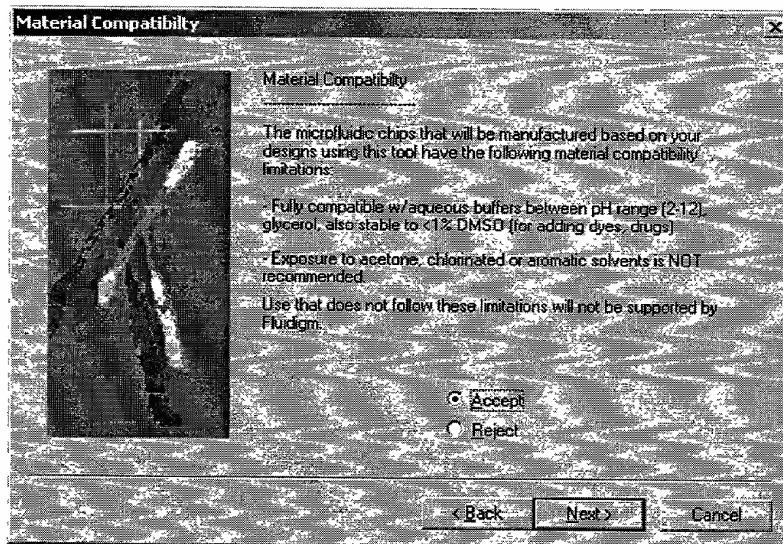 Material Compatibilty
Material Compatibilty
--------------------------------
The microfluidic chips that will be manufactured based on your
designs using this tool have the following material compatibility
limitations:
- Fully compatible w/aqueous buffers between pH range (2-12),
glycerol, also stable to <1% DMSO (for adding dyes, drugs)
- Exposure to acetone, chlorinated or aromatic solvents is NOT
recommended.
Use that does not follow these limitations will not be supported by
Fluidigm.
Accept
Reject
< Back
Next >
Cancel